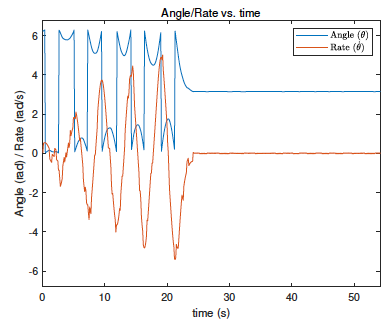 Angle/Rate vs. time
Angle (θ)
Rate (θ̇)
Angle (rad) / Rate (rad/s)
6
4
2
0
-2
-4
-6
0
10
20
30
40
50
time (s)